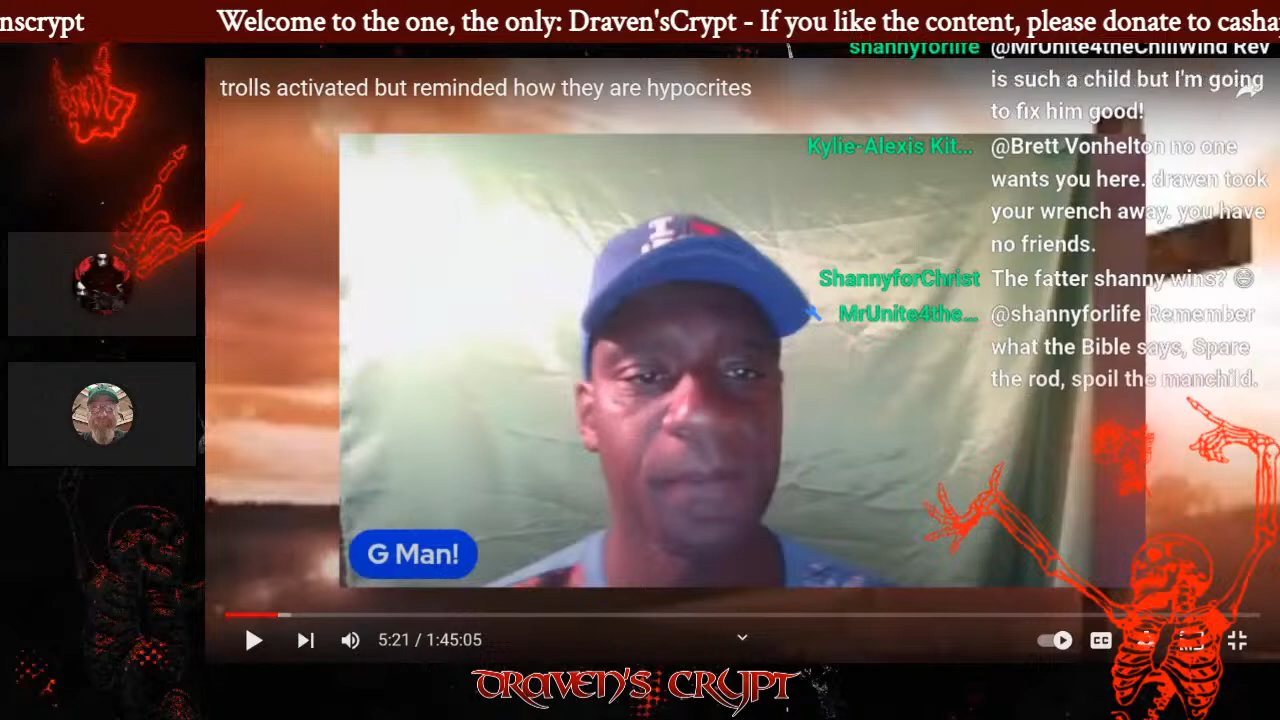 nscrypt
Welcome to the one, the only: Draven'sCrypt - If you like the content, please donate to casha
trolls activated but reminded how they are hypocrites
shannyforlife @MrUnite4theChillWind Rev
is such a child but I'm going
to fix him good!
Kylie-Alexis Kit... @Brett Vonhelton no one
wants you here. draven took
your wrench away. you have
no friends.
ShannyforChrist The fatter shanny wins? 😅
MrUnite4the... @shannyforlife Remember
what the Bible says, Spare
the rod, spoil the manchild.
I
G Man!
5:21 / 1:45:05
CC
DRAVEN'S CRYPT